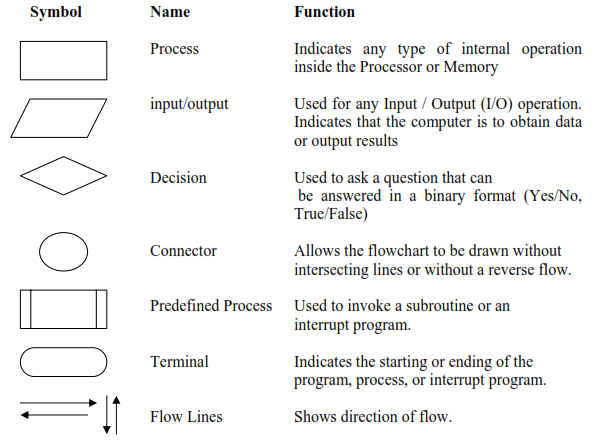 Symbol Name Function
Process Indicates any type of internal operation
inside the Processor or Memory
input/output Used for any Input / Output (I/O) operation.
Indicates that the computer is to obtain data
or output results
Decision Used to ask a question that can
be answered in a binary format (Yes/No,
True/False)
Connector Allows the flowchart to be drawn without
intersecting lines or without a reverse flow.
Predefined Process Used to invoke a subroutine or an
interrupt program.
Terminal Indicates the starting or ending of the
program, process, or interrupt program.
Flow Lines Shows direction of flow.